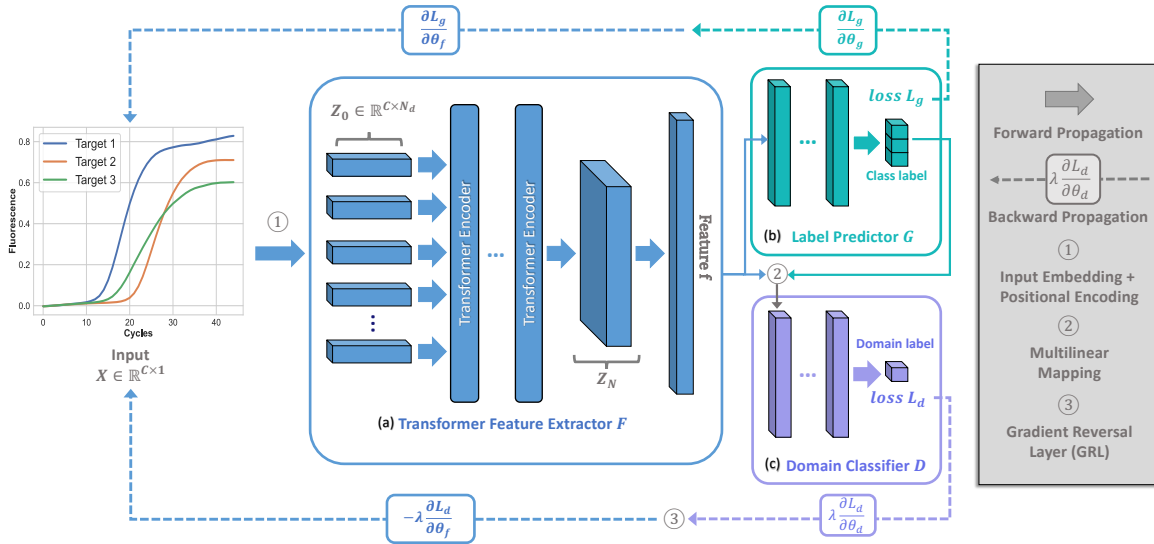 ∂L_g
∂θ_f
∂L_g
∂θ_g
Z_0 ∈ ℝ^{C×N_d}
Transformer Encoder
...
Transformer Encoder
Z_N
Feature f
(a) Transformer Feature Extractor F
0.8
0.6
0.4
0.2
0.0
Fluorescence
Target 1
Target 2
Target 3
0
10
20
30
40
Cycles
Input
X ∈ ℝ^{C×1}
①
...
loss L_g
Class label
(b) Label Predictor G
②
...
Domain label
loss L_d
(c) Domain Classifier D
−λ ∂L_d
∂θ_f
③
λ ∂L_d
∂θ_d
Forward Propagation
λ ∂L_d
∂θ_d
Backward Propagation
①
Input Embedding +
Positional Encoding
②
Multilinear
Mapping
③
Gradient Reversal
Layer (GRL)